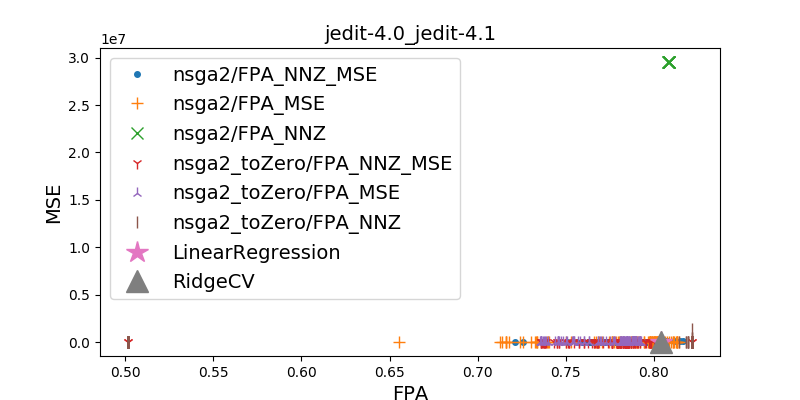 jedit-4.0_jedit-4.1
1e7
3.0
2.5
2.0
1.5
1.0
0.5
0.0
MSE
nsga2/FPA_NNZ_MSE
nsga2/FPA_MSE
nsga2/FPA_NNZ
nsga2_toZero/FPA_NNZ_MSE
nsga2_toZero/FPA_MSE
nsga2_toZero/FPA_NNZ
LinearRegression
RidgeCV
0.50 0.55 0.60 0.65 0.70 0.75 0.80
FPA